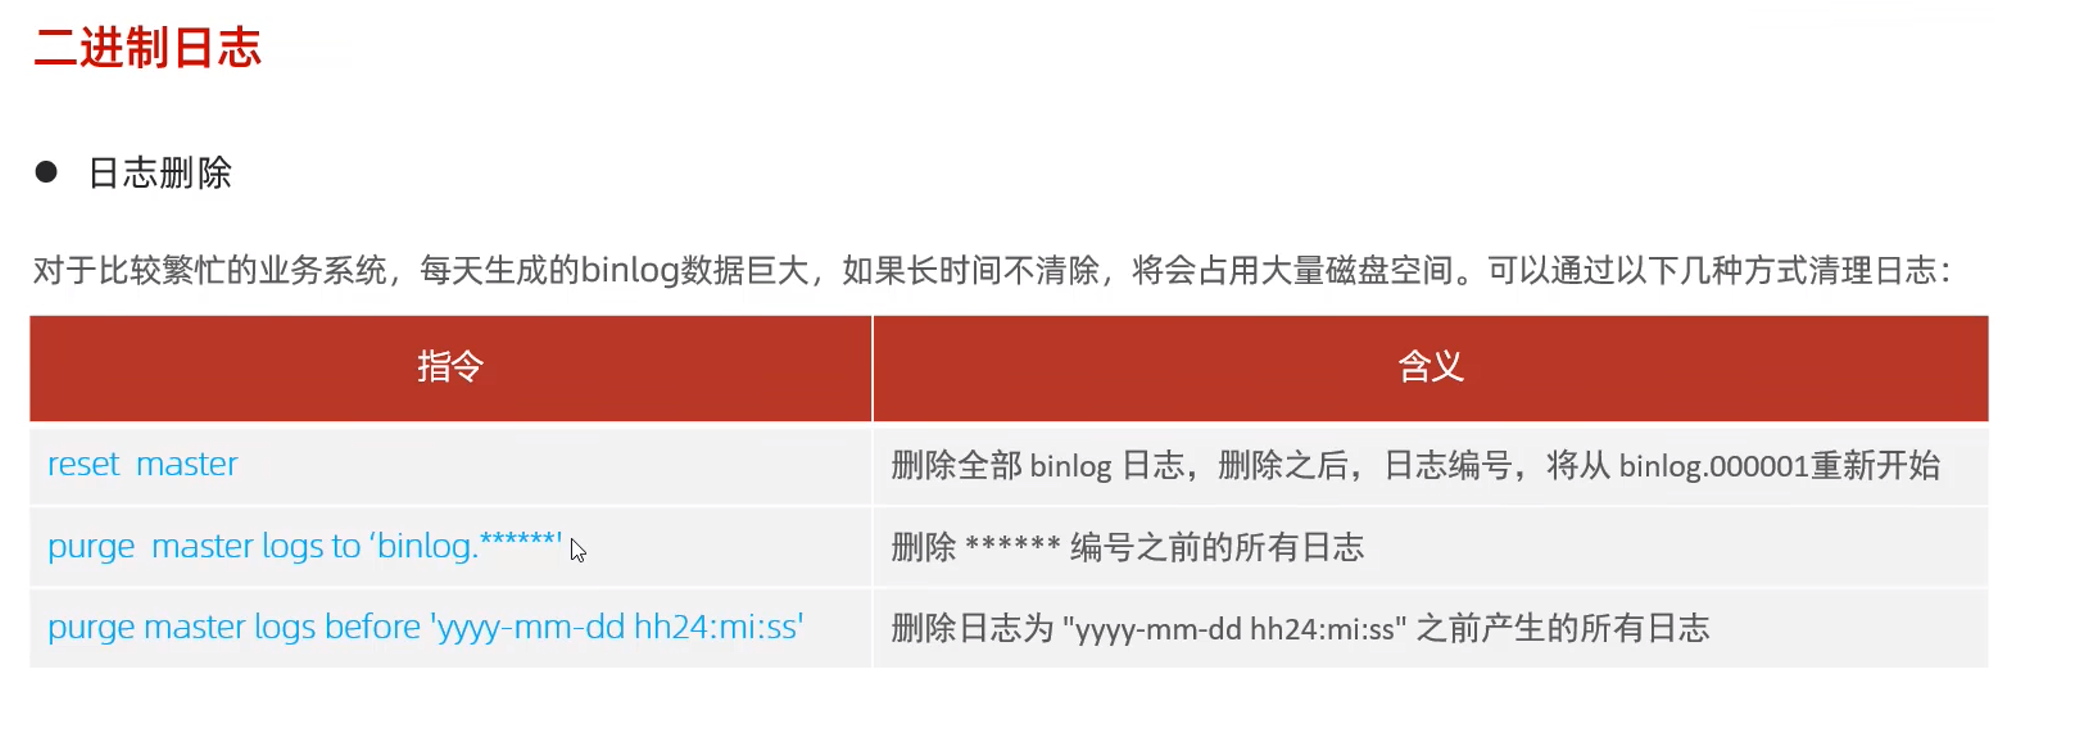 二进制日志
● 日志删除
对于比较繁忙的业务系统，每天生成的binlog数据巨大，如果长时间不清除，将会占用大量磁盘空间。可以通过以下几种方式清理日志：
指令 含义
reset master 删除全部 binlog 日志，删除之后，日志编号，将从 binlog.000001重新开始
purge master logs to ‘binlog.******' 删除 ****** 编号之前的所有日志
purge master logs before 'yyyy-mm-dd hh24:mi:ss' 删除日志为 "yyyy-mm-dd hh24:mi:ss" 之前产生的所有日志